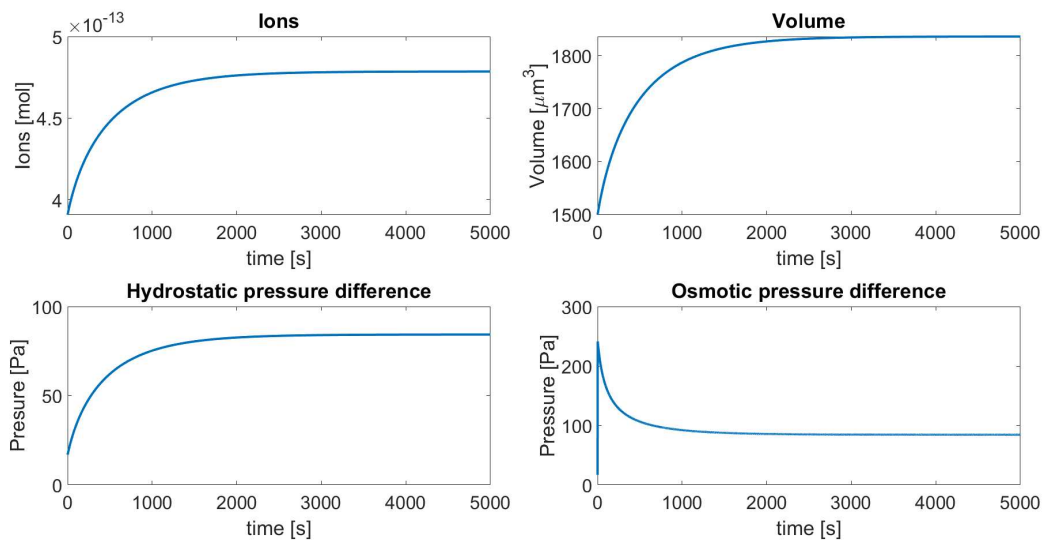 Ions
×10⁻¹³
5
4.5
4
Ions [mol]
0 1000 2000 3000 4000 5000
time [s]
Volume
1800
1700
1600
1500
Volume [μm³]
0 1000 2000 3000 4000 5000
time [s]
Hydrostatic pressure difference
100
50
0
Presure [Pa]
0 1000 2000 3000 4000 5000
time [s]
Osmotic pressure difference
300
200
100
0
Pressure [Pa]
0 1000 2000 3000 4000 5000
time [s]